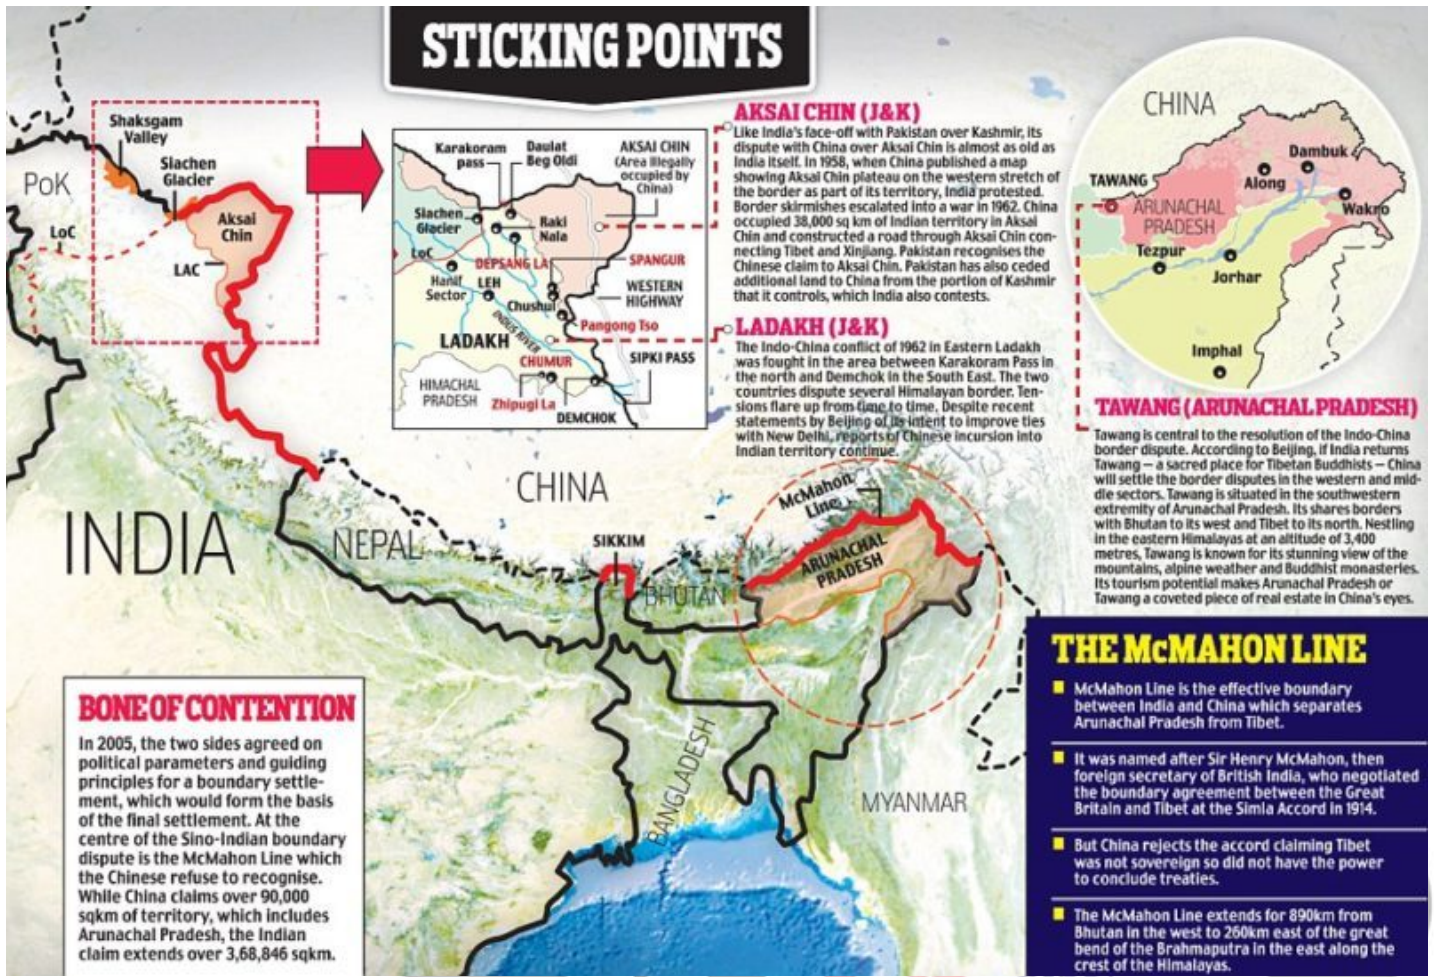 STICKING POINTS
Shaksgam
Valley
Siachen
Glacier
PoK
LoC
Aksai
Chin
LAC
Karakoram
pass
Daulat
Beg Oldi
AKSAI CHIN
(Area illegally
occupied by
China)
Siachen
Glacier
Raki
Nala
LoC
DEPSANG LA
SPANGUR
Hanif
Sector
LEH
WESTERN
HIGHWAY
Chushul
INDUS RIVER
Pangong Tso
LADAKH
CHUMUR
SIPKI PASS
HIMACHAL
PRADESH
Zhipugi La
DEMCHOK
AKSAI CHIN (J&K)
Like India's face-off with Pakistan over Kashmir, its
dispute with China over Aksai Chin is almost as old as
India itself. In 1958, when China published a map
showing Aksai Chin plateau on the western stretch of
the border as part of its territory, India protested.
Border skirmishes escalated into a war in 1962. China
occupied 38,000 sq km of Indian territory in Aksai
Chin and constructed a road through Aksai Chin con-
necting Tibet and Xinjiang. Pakistan recognises the
Chinese claim to Aksai Chin. Pakistan has also ceded
additional land to China from the portion of Kashmir
that it controls, which India also contests.
LADAKH (J&K)
The Indo-China conflict of 1962 in Eastern Ladakh
was fought in the area between Karakoram Pass in
the north and Demchok in the South East. The two
countries dispute several Himalayan border. Ten-
sions flare up from time to time. Despite recent
statements by Beijing of its intent to improve ties
with New Delhi, reports of Chinese incursion into
Indian territory continue.
CHINA
TAWANG
Dambuk
Along
Wakro
ARUNACHAL
PRADESH
Tezpur
Jorhar
Imphal
TAWANG (ARUNACHAL PRADESH)
Tawang is central to the resolution of the Indo-China
border dispute. According to Beijing, if India returns
Tawang — a sacred place for Tibetan Buddhists — China
will settle the border disputes in the western and mid-
dle sectors. Tawang is situated in the southwestern
extremity of Arunachal Pradesh. Its shares borders
with Bhutan to its west and Tibet to its north. Nestling
in the eastern Himalayas at an altitude of 3,400
metres, Tawang is known for its stunning view of the
mountains, alpine weather and Buddhist monasteries.
Its tourism potential makes Arunachal Pradesh or
Tawang a coveted piece of real estate in China's eyes.
INDIA
CHINA
NEPAL
SIKKIM
BHUTAN
McMahon
Line
ARUNACHAL
PRADESH
BANGLADESH
MYANMAR
BONE OF CONTENTION
In 2005, the two sides agreed on
political parameters and guiding
principles for a boundary settle-
ment, which would form the basis
of the final settlement. At the
centre of the Sino-Indian boundary
dispute is the McMahon Line which
the Chinese refuse to recognise.
While China claims over 90,000
sqkm of territory, which includes
Arunachal Pradesh, the Indian
claim extends over 3,68,846 sqkm.
THE McMAHON LINE
McMahon Line is the effective boundary
between India and China which separates
Arunachal Pradesh from Tibet.
It was named after Sir Henry McMahon, then
foreign secretary of British India, who negotiated
the boundary agreement between the Great
Britain and Tibet at the Simla Accord in 1914.
But China rejects the accord claiming Tibet
was not sovereign so did not have the power
to conclude treaties.
The McMahon Line extends for 890km from
Bhutan in the west to 260km east of the great
bend of the Brahmaputra in the east along the
crest of the Himalayas.